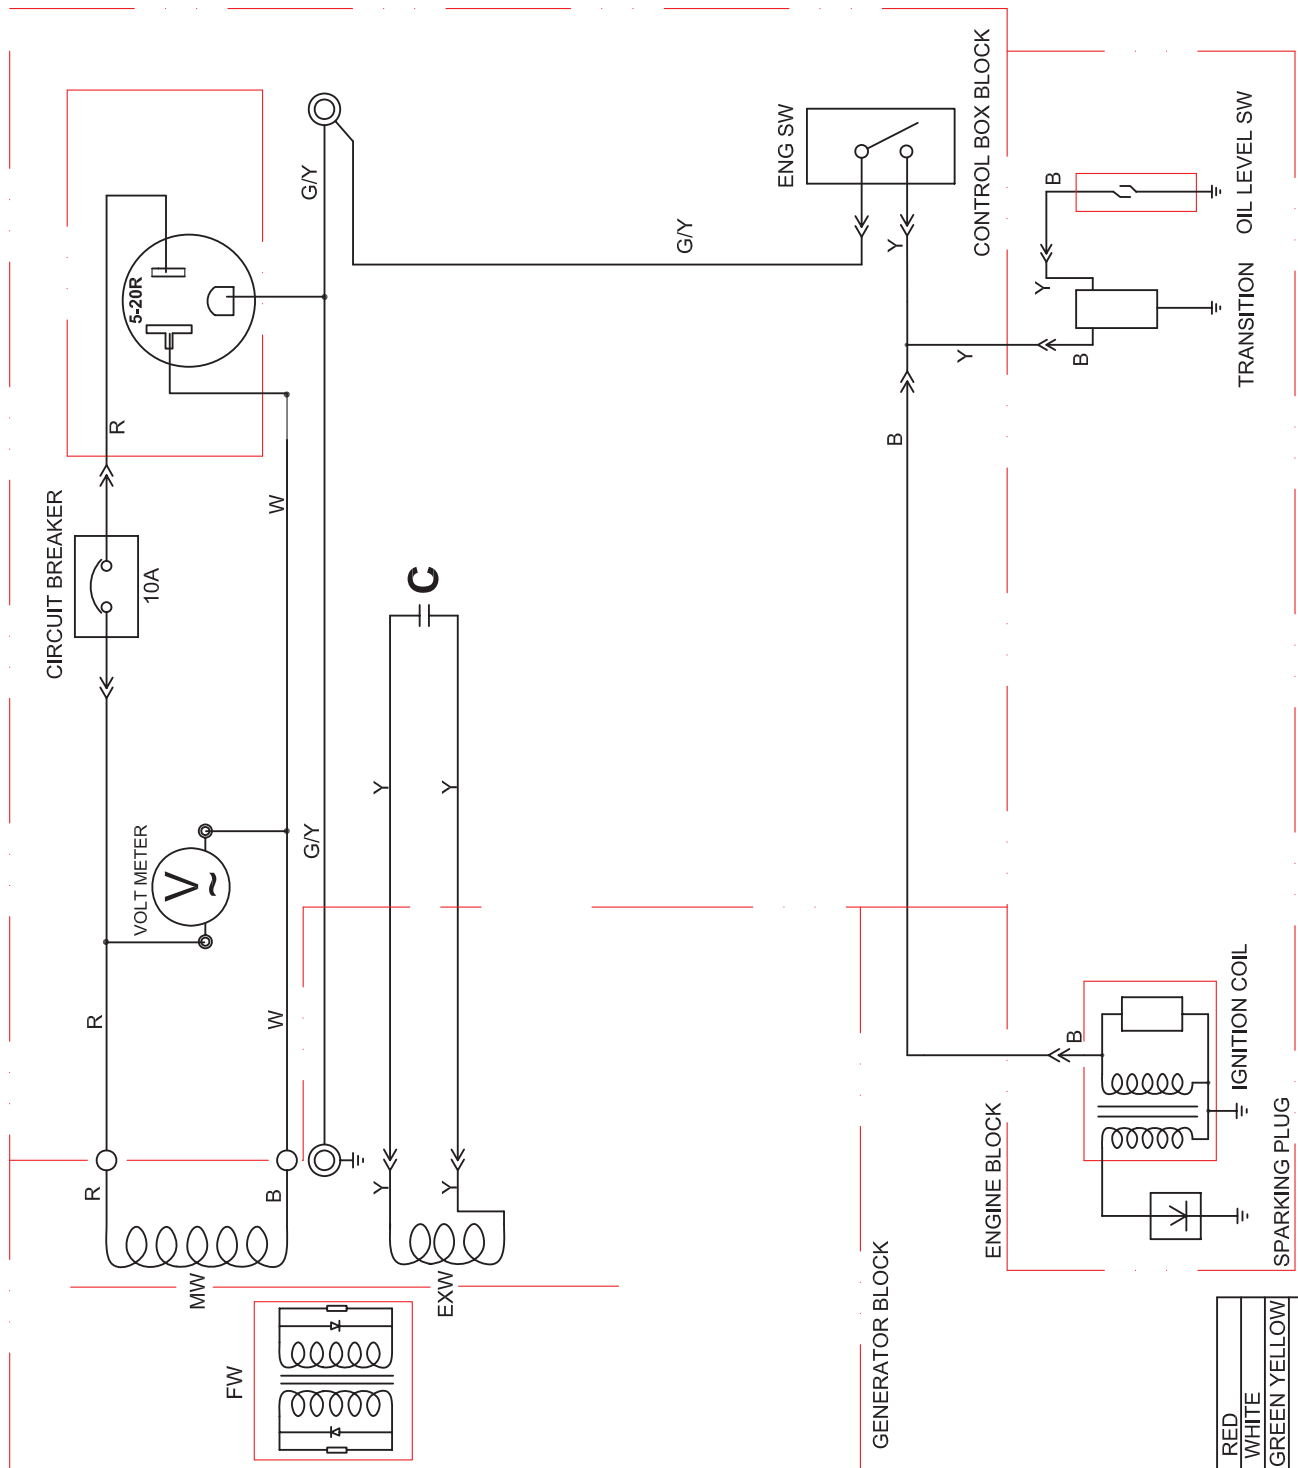 CIRCUIT BREAKER
10A
5-20R
R
W
G/Y
VOLT METER
V
~
R
W
G/Y
R
B
MW
FW
Y
Y
C
Y
Y
EXW
G/Y
ENG SW
Y
B
CONTROL BOX BLOCK
GENERATOR BLOCK
ENGINE BLOCK
Y
B
Y
B
OIL LEVEL SW
TRANSITION
B
IGNITION COIL
SPARKING PLUG
RED
WHITE
GREEN YELLOW